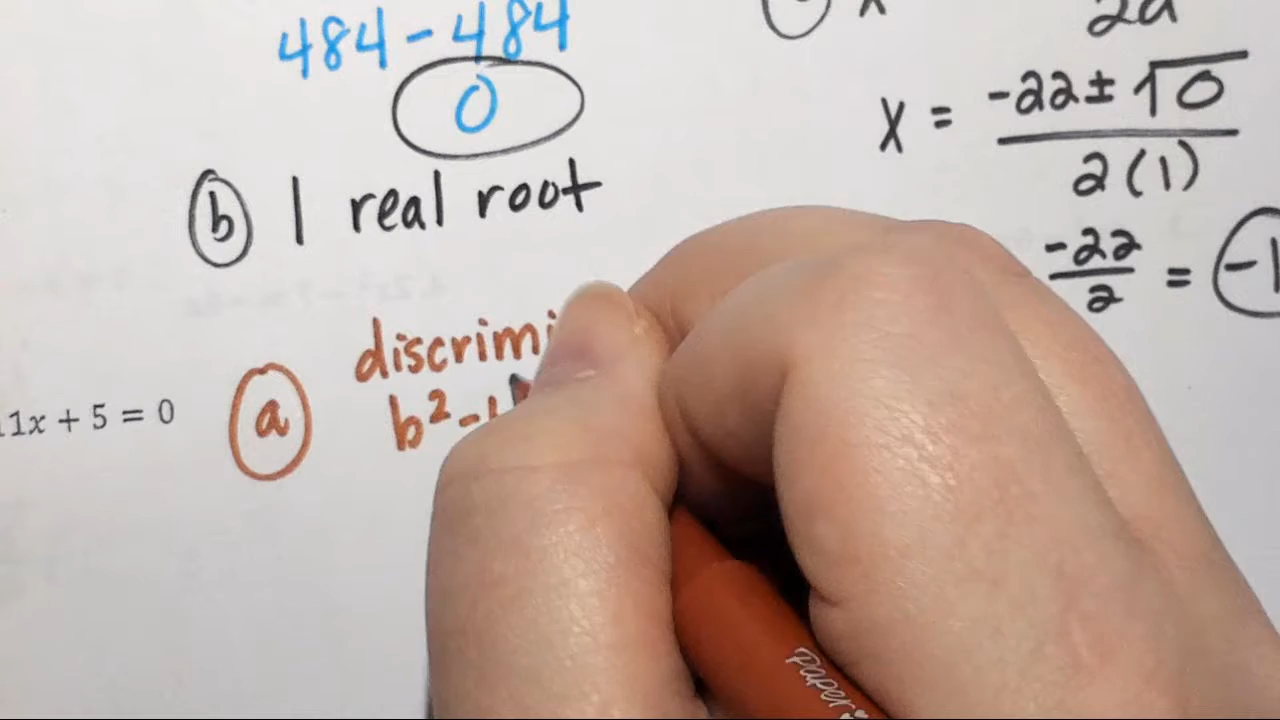 484 - 484
0
ⓑ 1 real root
2a
x = -22 ± √0
2(1)
-22
2
= -1
discrimi
1x + 5 = 0
ⓐ
b² -
Paper